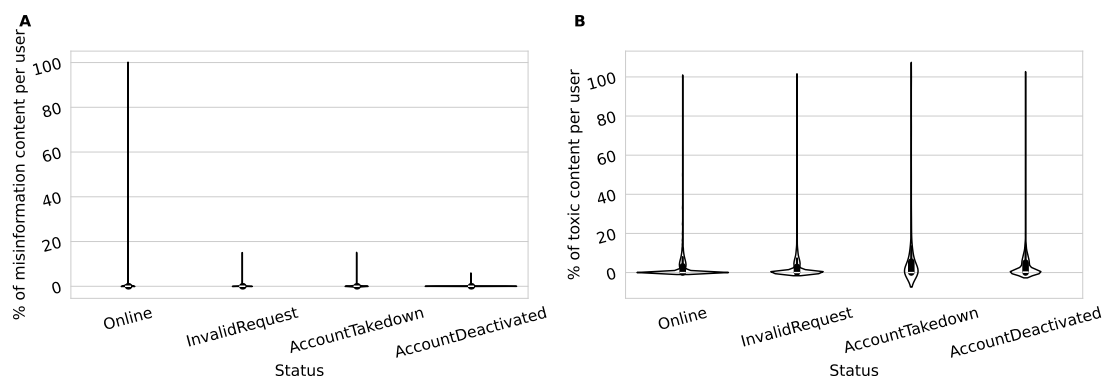 A
% of misinformation content per user
100
80
60
40
20
0
Online
InvalidRequest
AccountTakedown
AccountDeactivated
Status
B
% of toxic content per user
100
80
60
40
20
0
Online
InvalidRequest
AccountTakedown
AccountDeactivated
Status